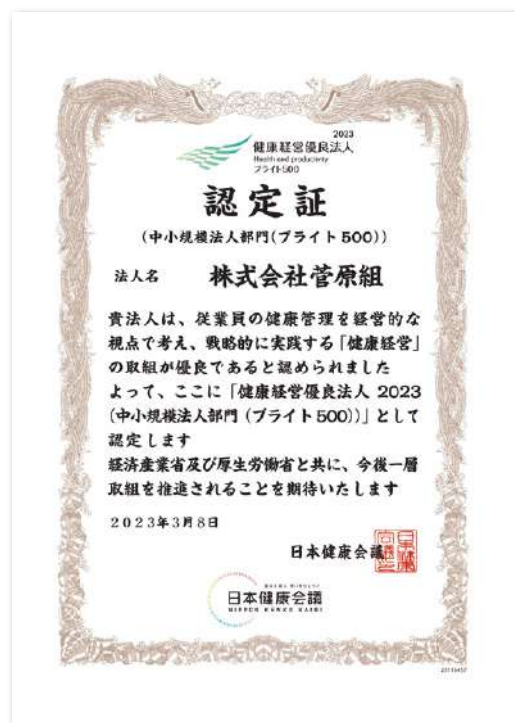 2023
健康経営優良法人
Health and productivity
ブライト500
認定証
(中小規模法人部門(ブライト500))
法人名 株式会社菅原組
貴法人は、従業員の健康管理を経営的な
視点で考え、戦略的に実践する「健康経営」
の取組が優良であると認められました
よって、ここに「健康経営優良法人 2023
(中小規模法人部門(ブライト500))」として
認定します
経済産業省及び厚生労働省と共に、今後一層
取組を推進されることを期待いたします
2023年3月8日
日本健康会議
日本健康会議
NIPPON KENKO KAIGI